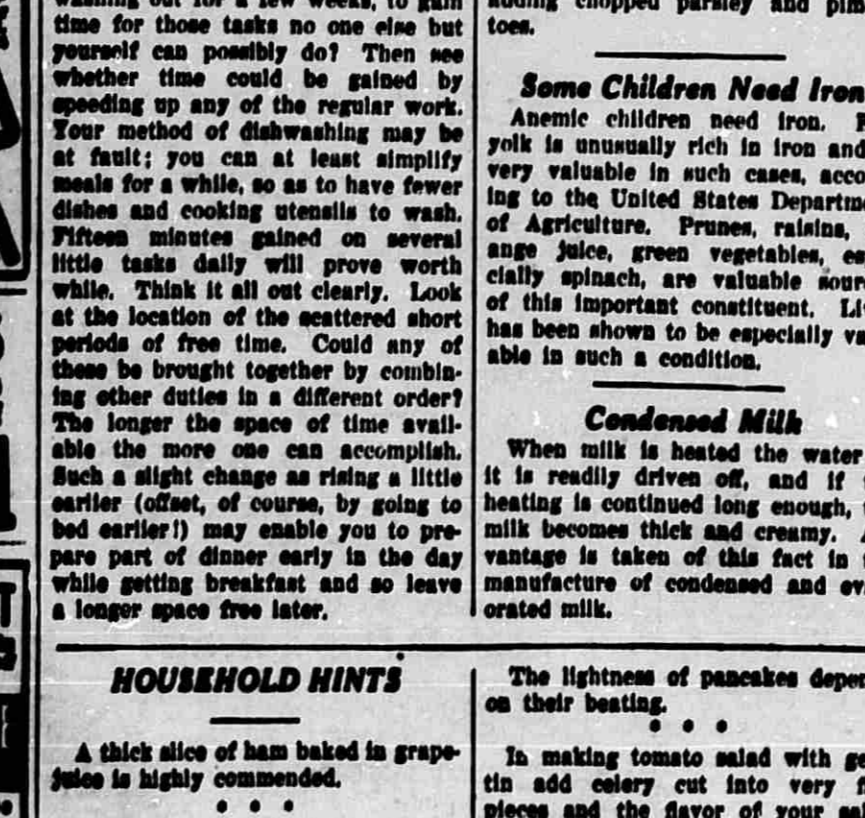 time for those tasks no one else but
yourself can possibly do? Then see
whether time could be gained by
speeding up any of the regular work.
Your method of dishwashing may be
at fault; you can at least simplify
meals for a while, so as to have fewer
dishes and cooking utensils to wash.
Fifteen minutes gained on several
little tasks daily will prove worth
while. Think it all out clearly. Look
at the location of the scattered short
periods of free time. Could any of
these be brought together by combin-
ing other duties in a different order?
The longer the space of time avail-
able the more one can accomplish.
Such a slight change as rising a little
earlier (offset, of course, by going to
bed earlier!) may enable you to pre-
pare part of dinner early in the day
while getting breakfast and so leave
a longer space free later.
adding chopped parsley and
toes.
Some Children Need Iron
Anemic children need iron.
yolk is unusually rich in iron and
very valuable in such cases, acco
ing to the United States Departme
of Agriculture. Prunes, raisins,
ange juice, green vegetables, es
cially spinach, are valuable sour
of this important constituent. Li
has been shown to be especially va
able in such a condition.
Condensed Milk
When milk is heated the water
it is readily driven off, and if
heating is continued long enough,
milk becomes thick and creamy.
vantage is taken of this fact in
manufacture of condensed and ev
orated milk.
HOUSEHOLD HINTS
A thick slice of ham baked in grape-
juice is highly commended.
• • •
The lightness of pancakes depen
on their beating.
• • •
In making tomato salad with ge
tin add celery cut into very
pieces and the flavor of your